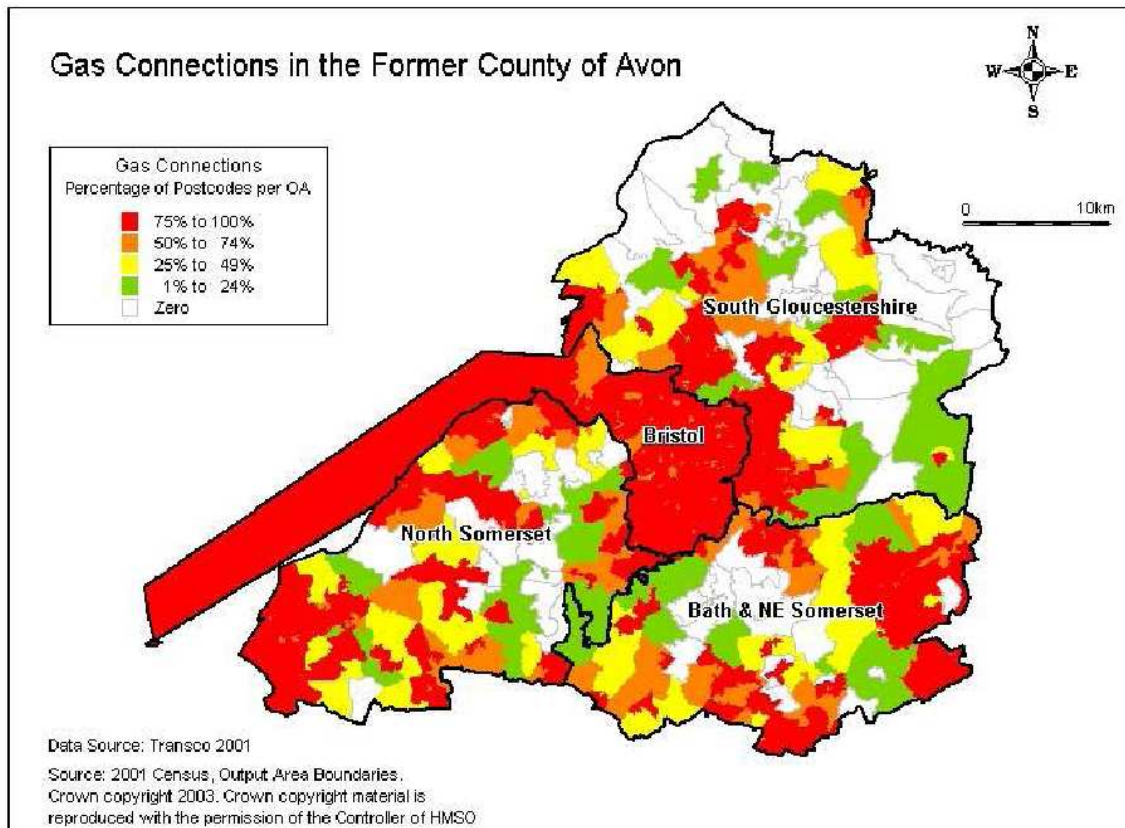 Gas Connections in the Former County of Avon
N
W E
S
Gas Connections
Percentage of Postcodes per OA
75% to 100%
50% to 74%
25% to 49%
1% to 24%
Zero
0 10km
South Gloucestershire
Bristol
North Somerset
Bath & NE Somerset
Data Source: Transco 2001
Source: 2001 Census, Output Area Boundaries.
Crown copyright 2003. Crown copyright material is
reproduced with the permission of the Controller of HMSO